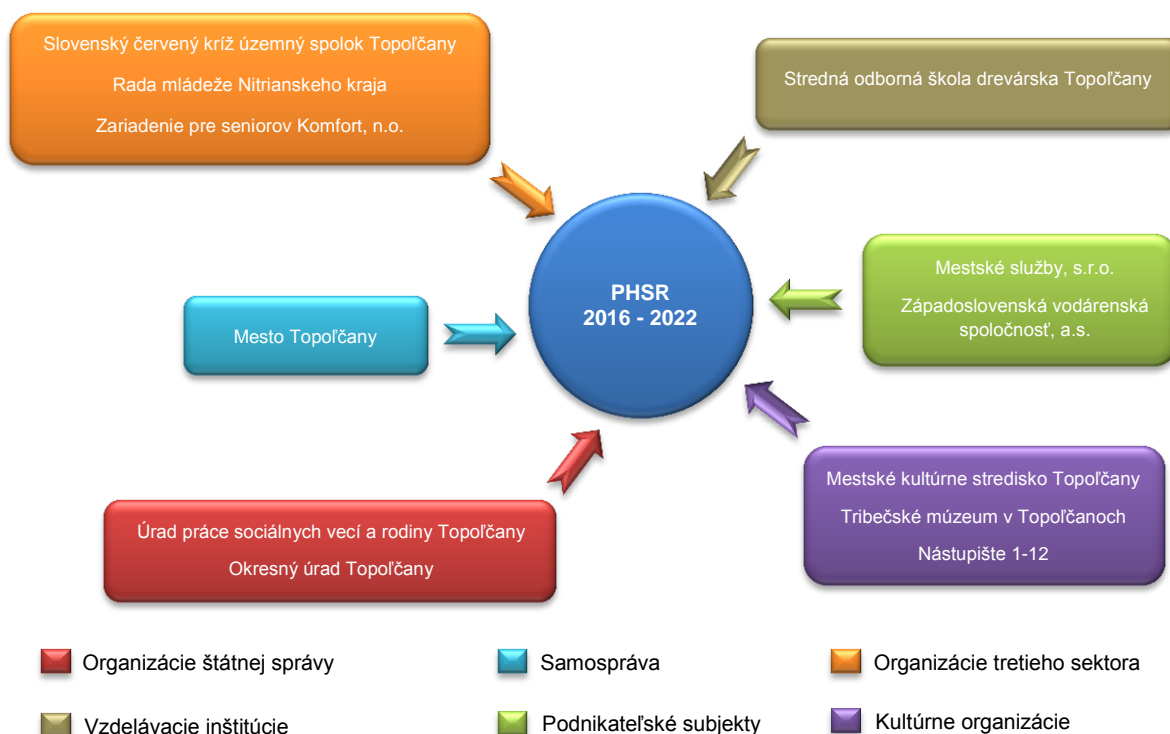 Slovenský červený kríž územný spolok Topoľčany
Rada mládeže Nitrianskeho kraja
Zariadenie pre seniorov Komfort, n.o.
Stredná odborná škola drevárska Topoľčany
PHSR
2016 - 2022
Mestské služby, s.r.o.
Západoslovenská vodárenská
spoločnosť, a.s.
Mesto Topoľčany
Mestské kultúrne stredisko Topoľčany
Tribečské múzeum v Topoľčanoch
Nástupište 1-12
Úrad práce sociálnych vecí a rodiny Topoľčany
Okresný úrad Topoľčany
Organizácie štátnej správy
Samospráva
Organizácie tretieho sektora
Vzdelávacie inštitúcie
Podnikateľské subjekty
Kultúrne organizácie